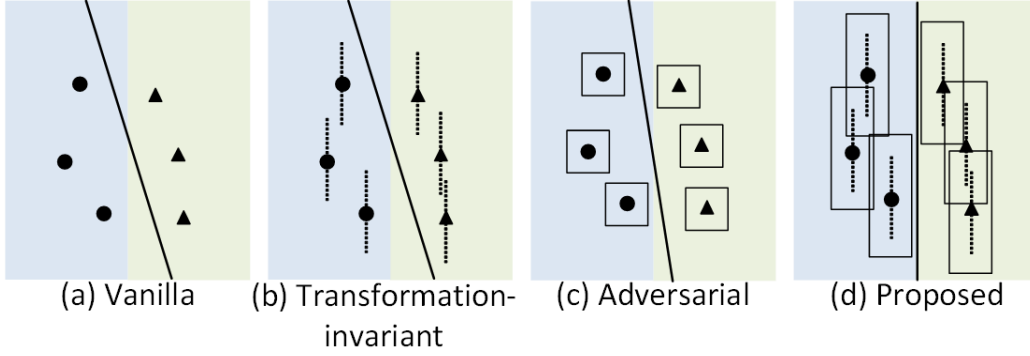 (a) Vanilla
(b) Transformation-
invariant
(c) Adversarial
(d) Proposed